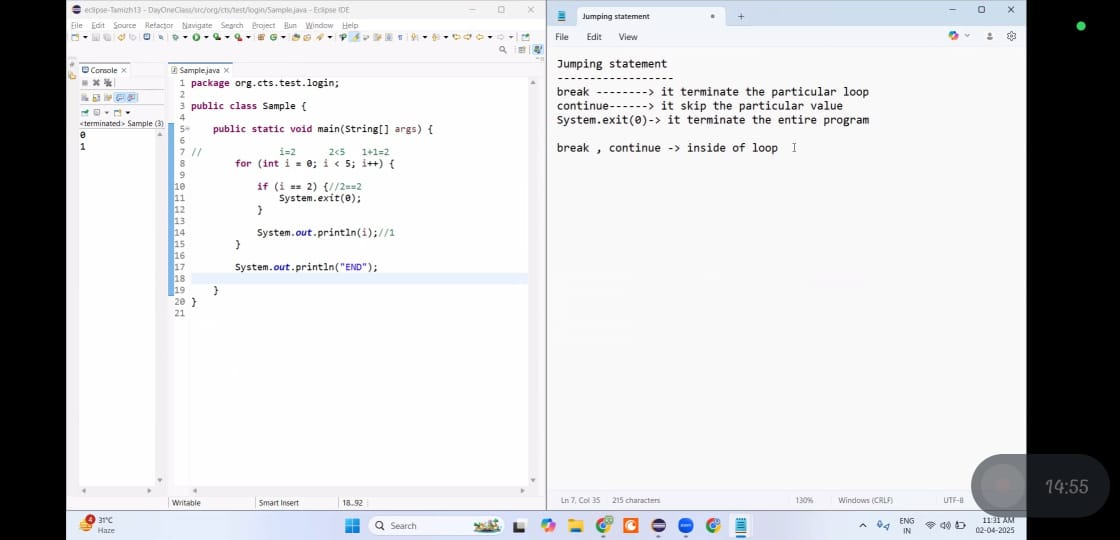 eclipse-Tamizh13 - DayOneClass/src/org/cts/test/login/Sample.java - Eclipse IDE
File Edit Source Refactor Navigate Search Project Run Window Help
Console
<terminated> Sample (3)
0
1
Sample.java
1 package org.cts.test.login;
2
3 public class Sample {
4
5 public static void main(String[] args) {
6
7 // i=2 2<5 1+1=2
8 for (int i = 0; i < 5; i++) {
9
10 if (i == 2) {//2==2
11 System.exit(0);
12 }
13
14 System.out.println(i);//1
15 }
16
17 System.out.println("END");
18
19 }
20 }
21
Writable Smart Insert 18..92
Jumping statement
File Edit View
Jumping statement
------------------
break --------> it terminate the particular loop
continue------> it skip the particular value
System.exit(0)-> it terminate the entire program
break , continue -> inside of loop
Ln 7, Col 35 215 characters 130% Windows (CRLF) UTF-8
14:55
4
31°C
Haze
Search
ENG
IN
11:31 AM
02-04-2025